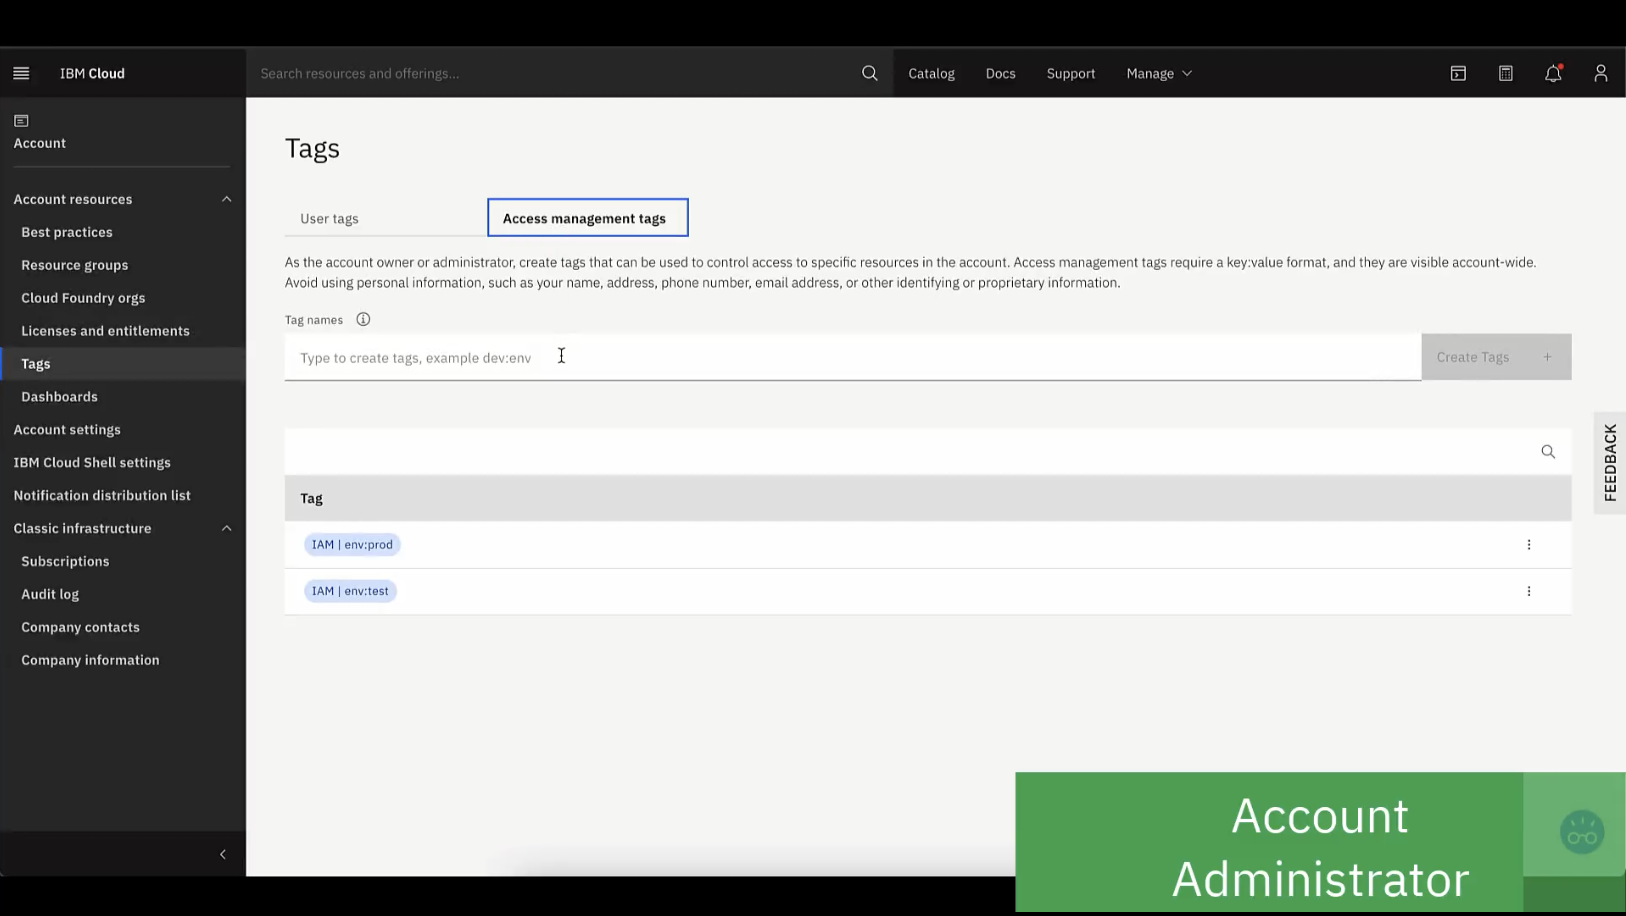 IBM Cloud
Search resources and offerings...
Catalog
Docs
Support
Manage
Account
Account resources
Best practices
Resource groups
Cloud Foundry orgs
Licenses and entitlements
Tags
Dashboards
Account settings
IBM Cloud Shell settings
Notification distribution list
Classic infrastructure
Subscriptions
Audit log
Company contacts
Company information
Tags
User tags
Access management tags
As the account owner or administrator, create tags that can be used to control access to specific resources in the account. Access management tags require a key:value format, and they are visible account-wide.
Avoid using personal information, such as your name, address, phone number, email address, or other identifying or proprietary information.
Tag names
Type to create tags, example dev:env
Create Tags +
Tag
IAM | env:prod
IAM | env:test
FEEDBACK
Account
Administrator